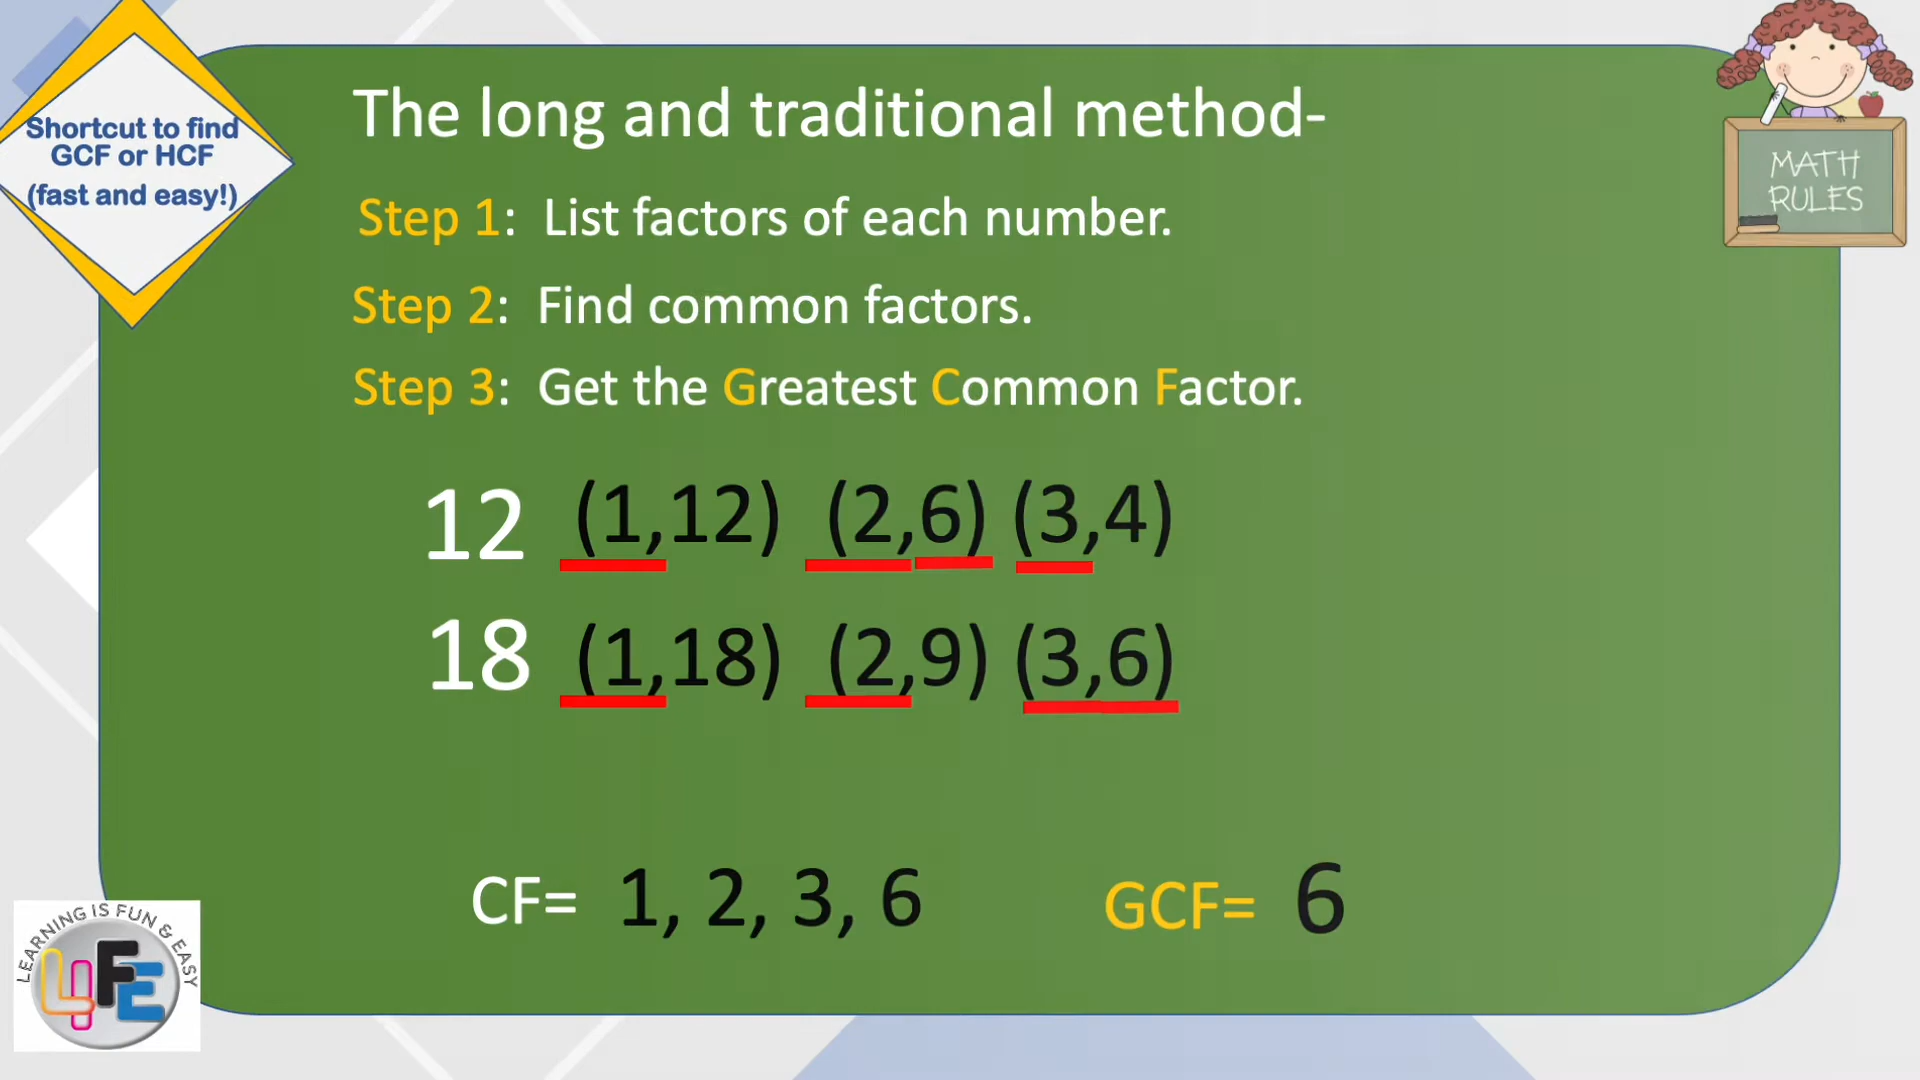 Shortcut to find
GCF or HCF
(fast and easy!)
The long and traditional method-
MATH
RULES
Step 1: List factors of each number.
Step 2: Find common factors.
Step 3: Get the Greatest Common Factor.
12 (1,12) (2,6) (3,4)
18 (1,18) (2,9) (3,6)
CF= 1, 2, 3, 6 GCF= 6
LEARNING IS FUN & EASY
4FE